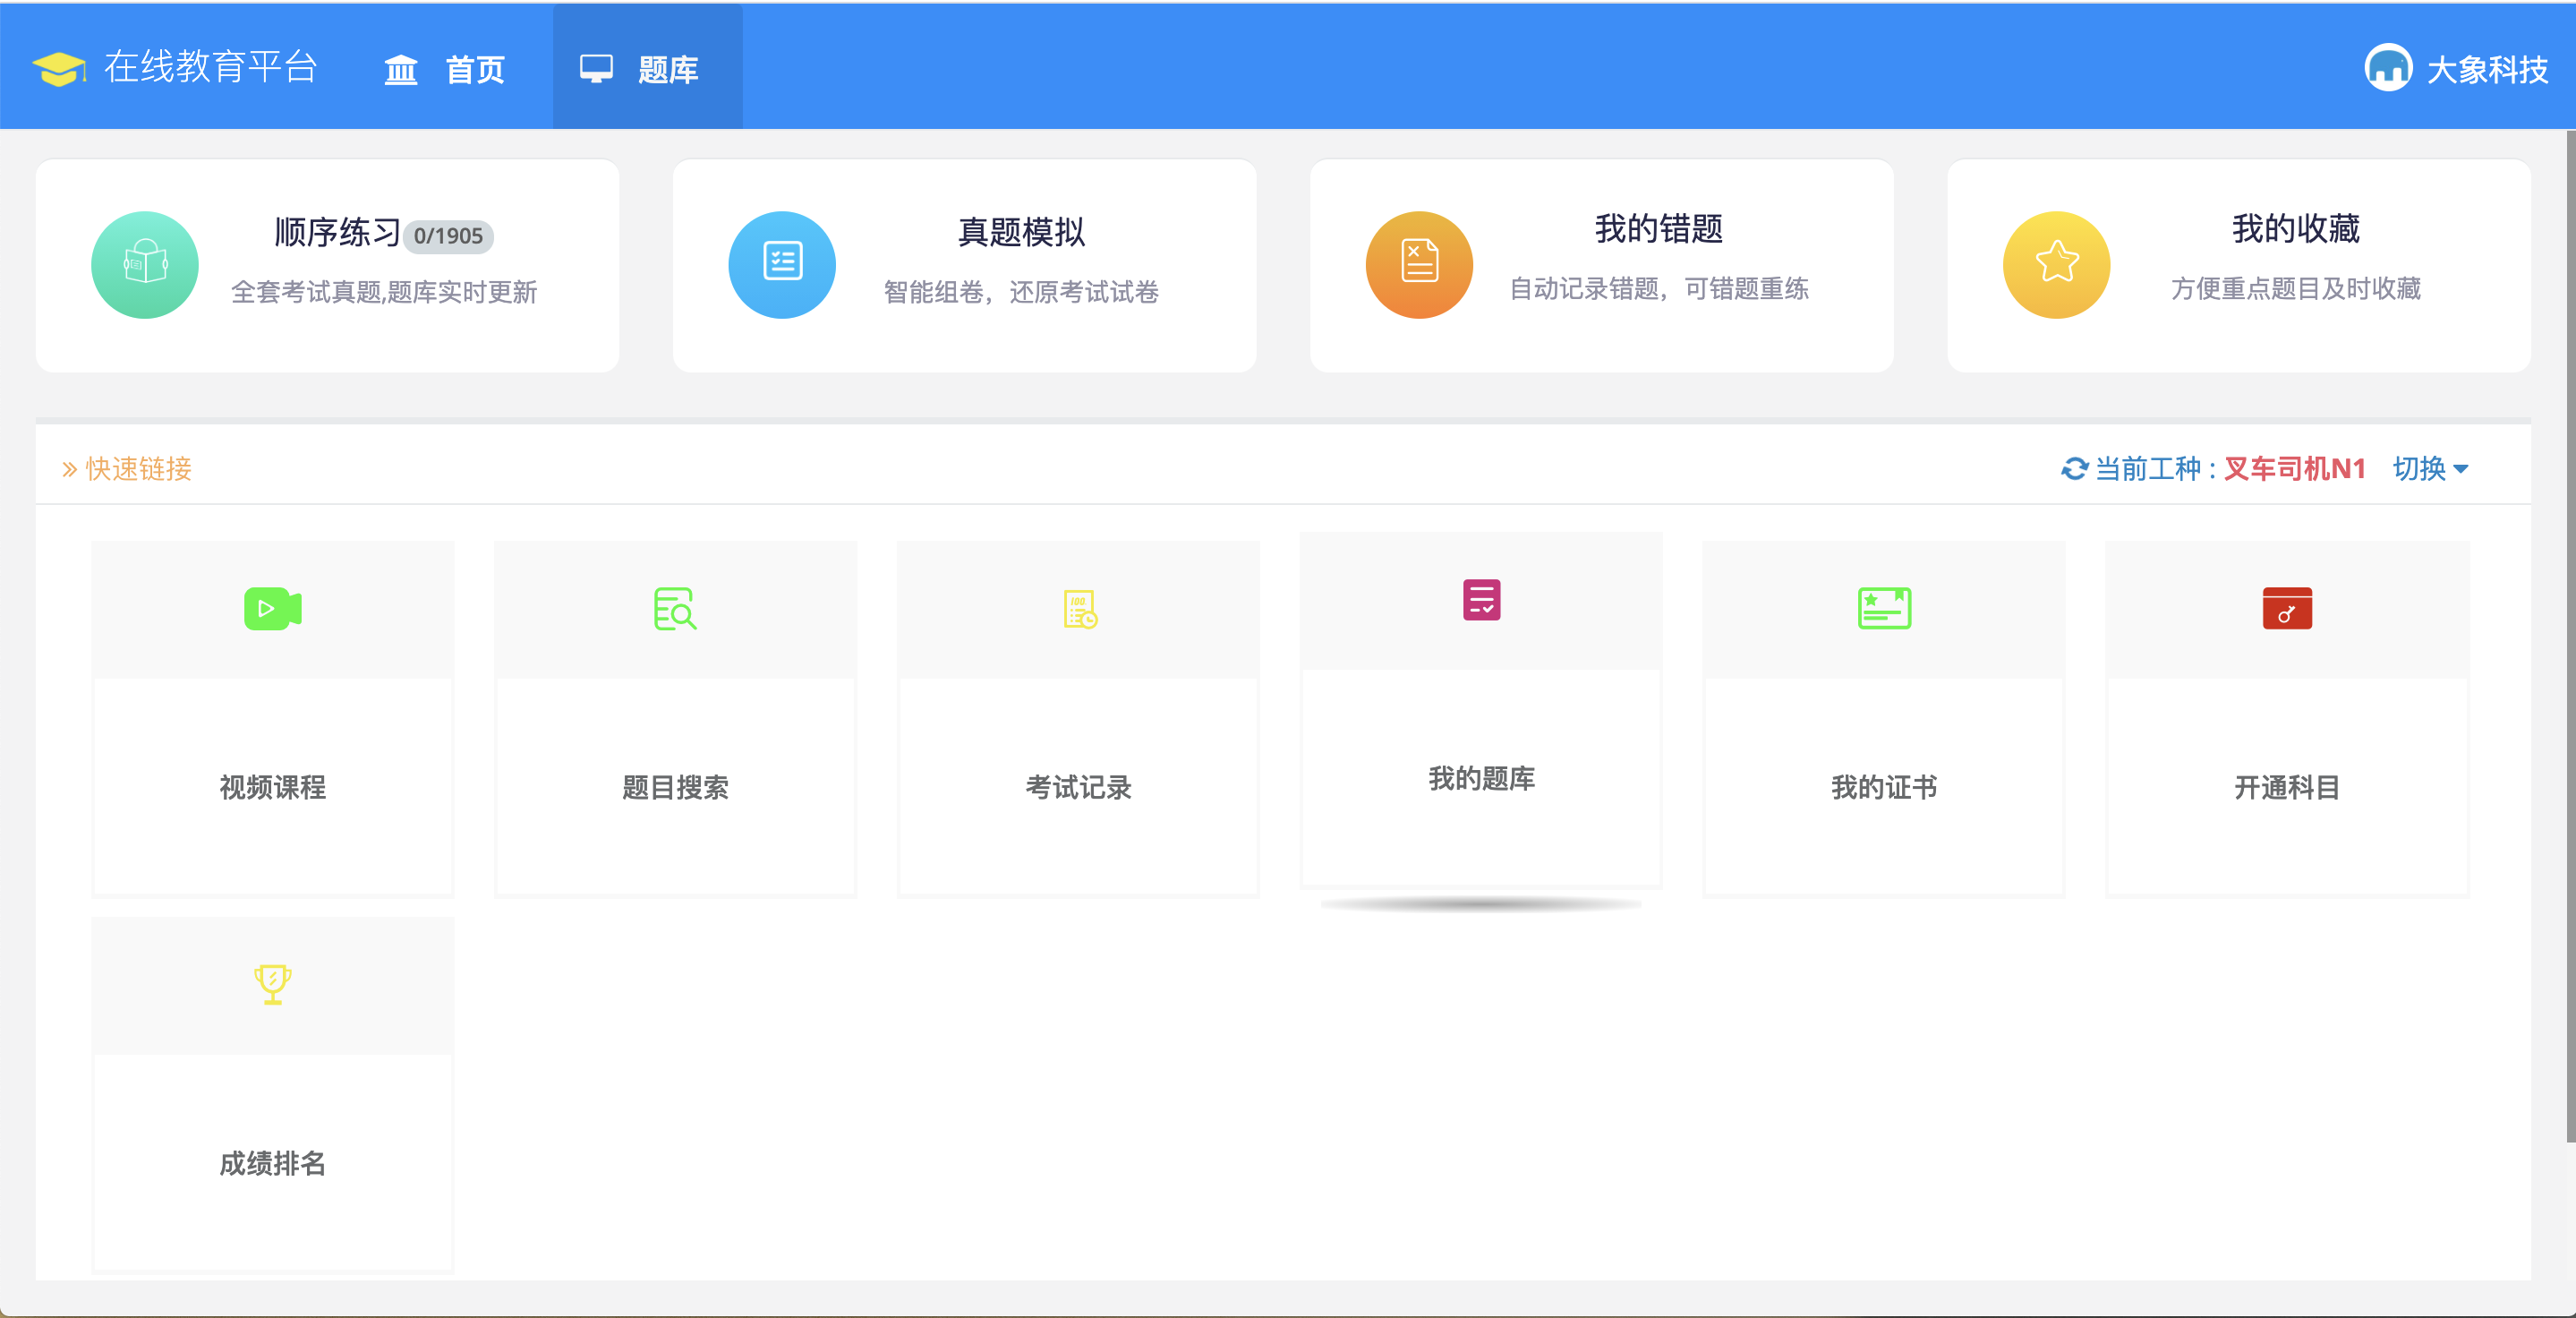 在线教育平台
首页
题库
大象科技
顺序练习 0/1905
全套考试真题,题库实时更新
真题模拟
智能组卷，还原考试试卷
我的错题
自动记录错题，可错题重练
我的收藏
方便重点题目及时收藏
快速链接
当前工种 : 叉车司机N1 切换
100
视频课程
题目搜索
考试记录
我的题库
我的证书
开通科目
成绩排名